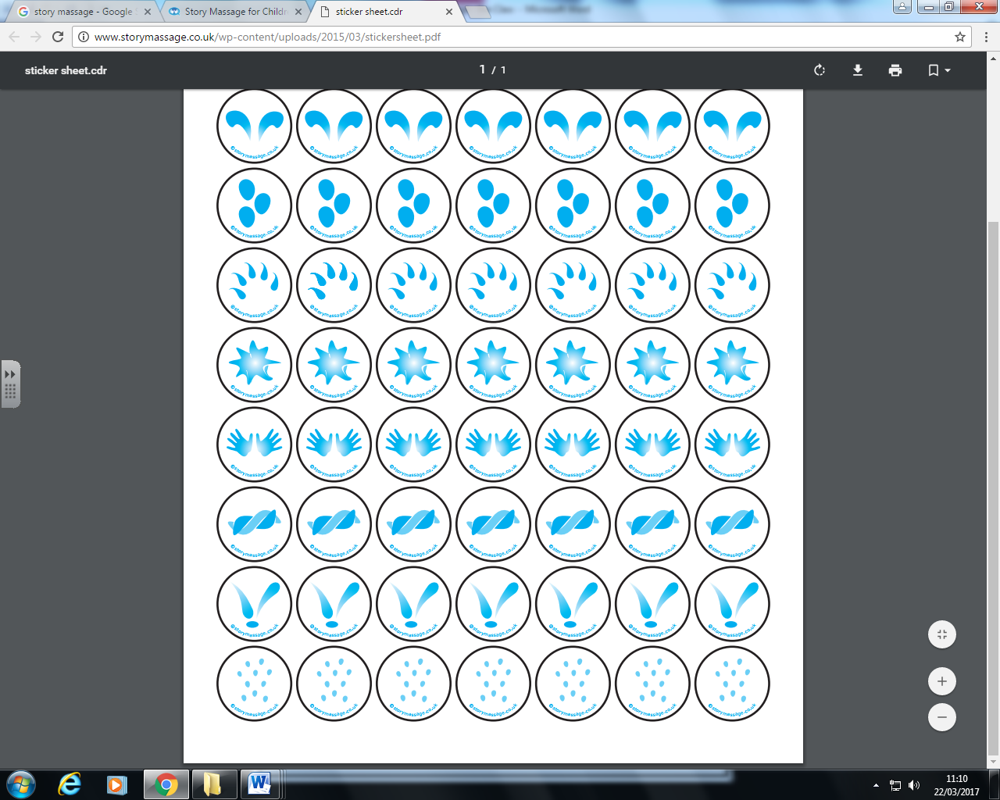 story massage - Google
Story Massage for Childr
sticker sheet.cdr
www.storymassage.co.uk/wp-content/uploads/2015/03/stickersheet.pdf
sticker sheet.cdr
1 / 1
©storymassage.co.uk ©storymassage.co.uk ©storymassage.co.uk ©storymassage.co.uk ©storymassage.co.uk ©storymassage.co.uk ©storymassage.co.uk
©storymassage.co.uk ©storymassage.co.uk ©storymassage.co.uk ©storymassage.co.uk ©storymassage.co.uk ©storymassage.co.uk ©storymassage.co.uk
©storymassage.co.uk ©storymassage.co.uk ©storymassage.co.uk ©storymassage.co.uk ©storymassage.co.uk ©storymassage.co.uk ©storymassage.co.uk
©storymassage.co.uk ©storymassage.co.uk ©storymassage.co.uk ©storymassage.co.uk ©storymassage.co.uk ©storymassage.co.uk ©storymassage.co.uk
©storymassage.co.uk ©storymassage.co.uk ©storymassage.co.uk ©storymassage.co.uk ©storymassage.co.uk ©storymassage.co.uk ©storymassage.co.uk
©storymassage.co.uk ©storymassage.co.uk ©storymassage.co.uk ©storymassage.co.uk ©storymassage.co.uk ©storymassage.co.uk ©storymassage.co.uk
©storymassage.co.uk ©storymassage.co.uk ©storymassage.co.uk ©storymassage.co.uk ©storymassage.co.uk ©storymassage.co.uk ©storymassage.co.uk
©storymassage.co.uk ©storymassage.co.uk ©storymassage.co.uk ©storymassage.co.uk ©storymassage.co.uk ©storymassage.co.uk ©storymassage.co.uk
11:10
22/03/2017